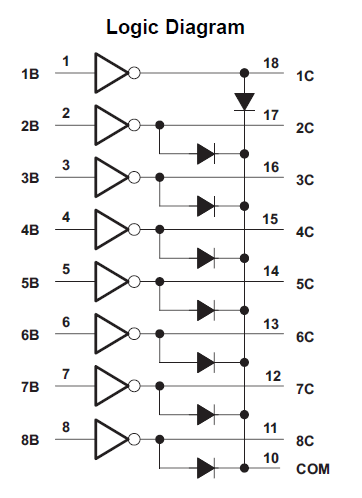 Logic Diagram
1B 1 18 1C
2B 2 17 2C
3B 3 16 3C
4B 4 15 4C
5B 5 14 5C
6B 6 13 6C
7B 7 12 7C
8B 8 11 8C
10 COM